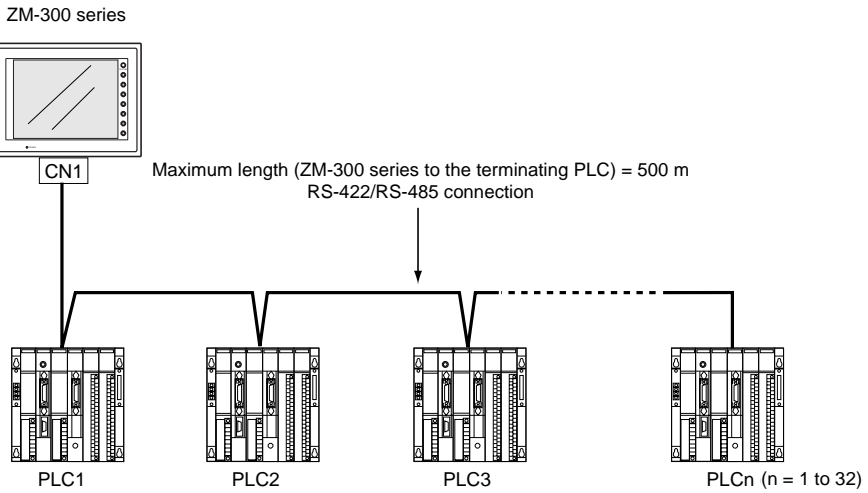 ZM-300 series
CN1
Maximum length (ZM-300 series to the terminating PLC) = 500 m
RS-422/RS-485 connection
PLC1
PLC2
PLC3
PLCn (n = 1 to 32)